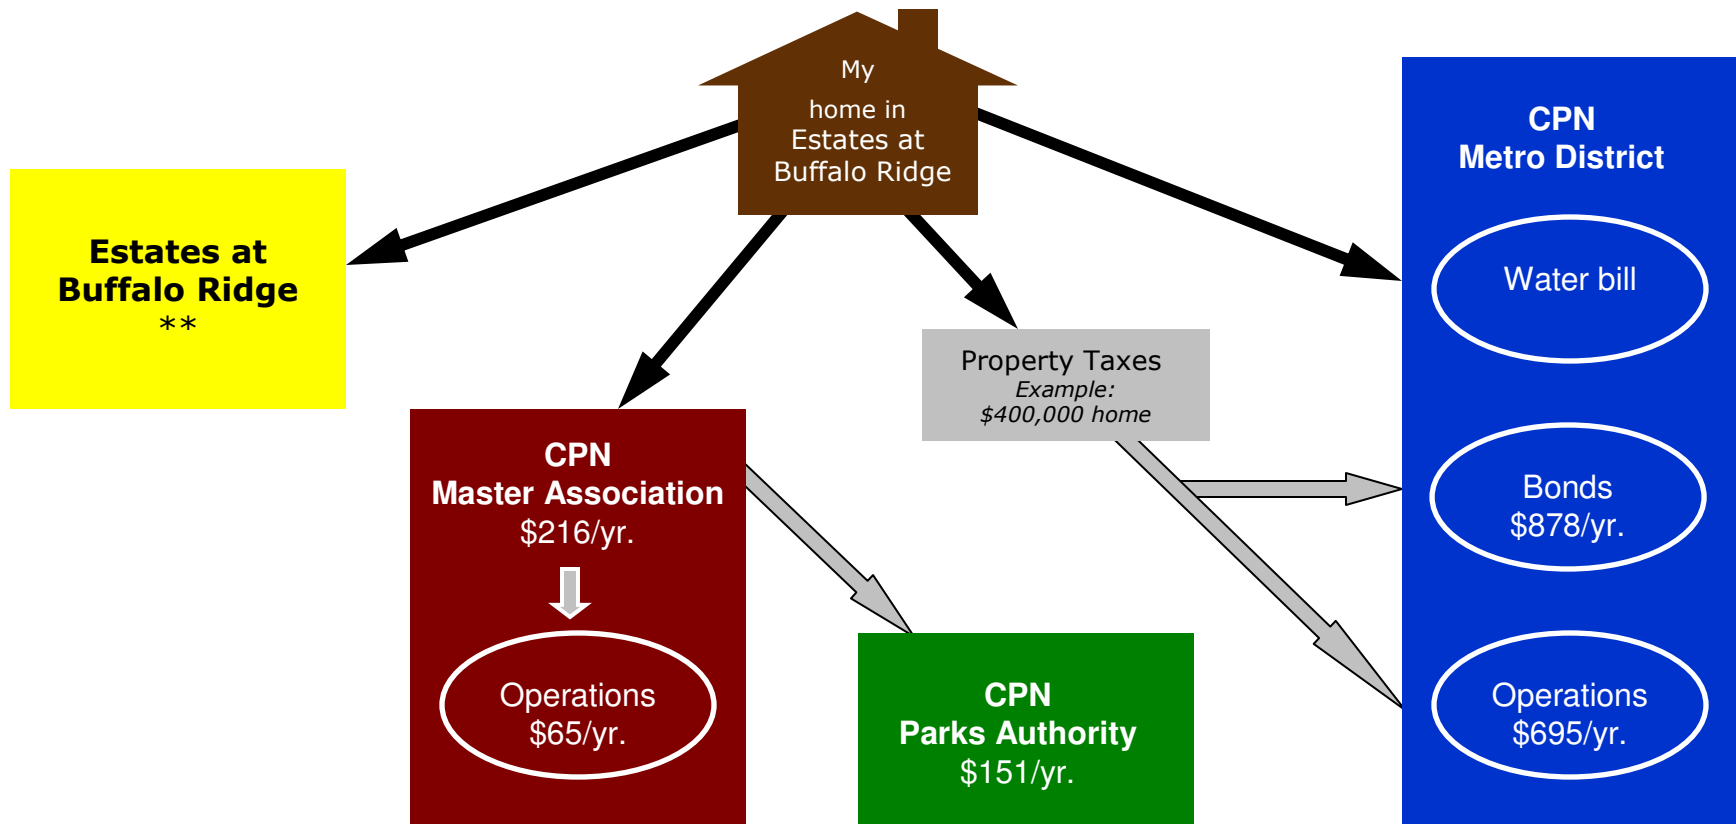 My
home in
Estates at
Buffalo Ridge
CPN
Metro District
Water bill
Estates at
Buffalo Ridge
**
Property Taxes
Example:
$400,000 home
CPN
Master Association
$216/yr.
Bonds
$878/yr.
Operations
$65/yr.
CPN
Parks Authority
$151/yr.
Operations
$695/yr.